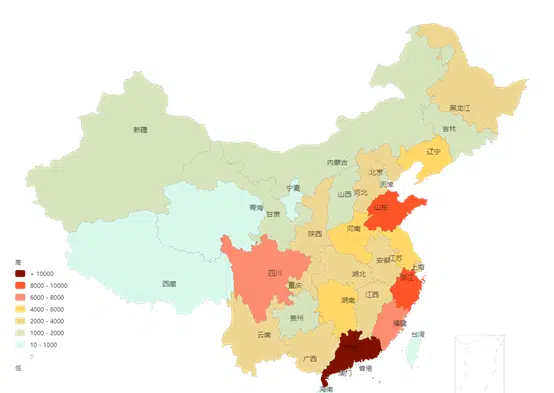 黑龙江
吉林
辽宁
新疆
内蒙古
北京
天津
宁夏
山西
河北
青海
甘肃
山东
陕西
河南
西藏
四川
重庆
湖北
安徽
江苏
上海
浙江
湖南
江西
贵州
福建
云南
广西
台湾
澳门
香港
海南
高
> 10000
8000 - 10000
6000 - 8000
4000 - 6000
2000 - 4000
1000 - 2000
10 - 1000
低